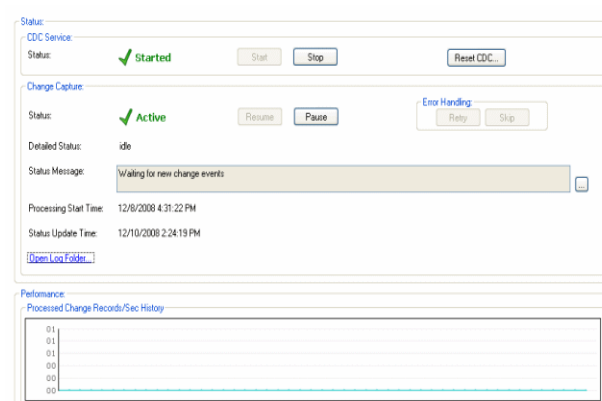 Status:
CDC Service:
Status: Started Start Stop Reset CDC...
Change Capture:
Error Handling:
Status: Active Resume Pause Retry Skip
Detailed Status: idle
Status Message: Waiting for new change events ...
Processing Start Time: 12/8/2008 4:31:22 PM
Status Update Time: 12/10/2008 2:24:19 PM
Open Log Folder...
Performance:
Processed Change Records/Sec History
01
01
01
00
00
00